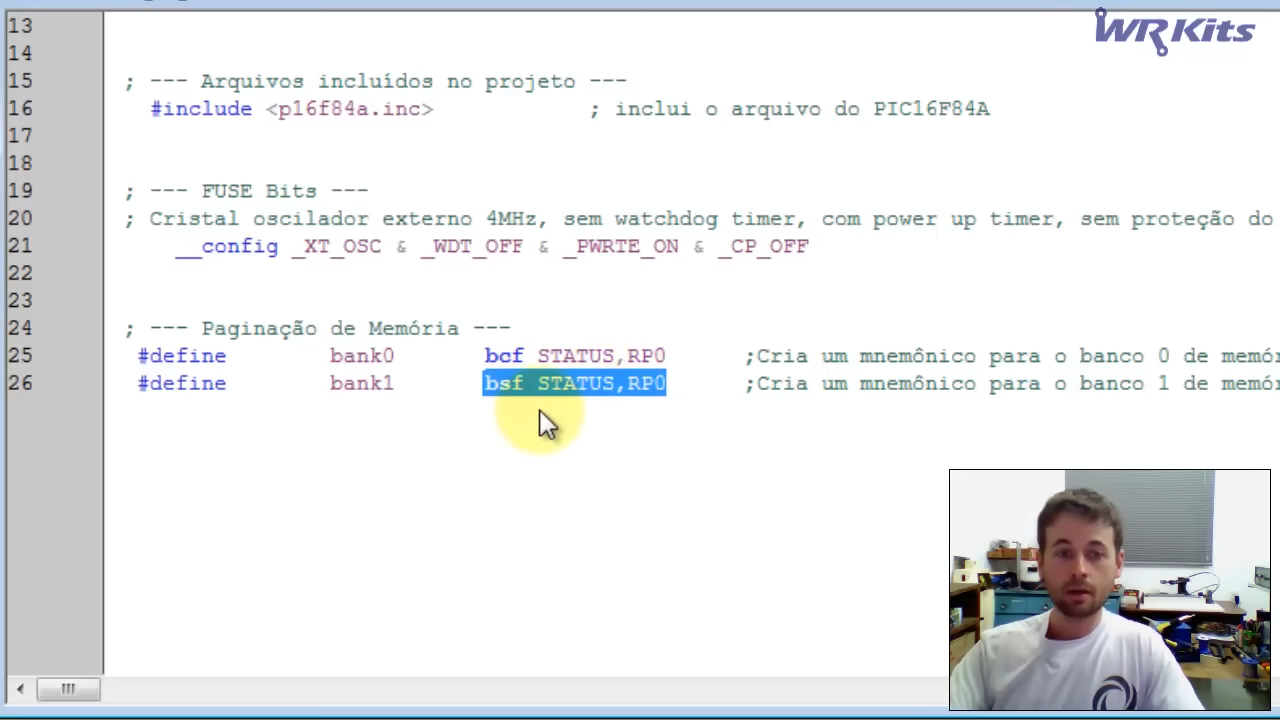 WR Kits
13
14
15 ; --- Arquivos incluídos no projeto ---
16 #include <p16f84a.inc> ; inclui o arquivo do PIC16F84A
17
18
19 ; --- FUSE Bits ---
20 ; Cristal oscilador externo 4MHz, sem watchdog timer, com power up timer, sem proteção do
21 __config _XT_OSC & _WDT_OFF & _PWRTE_ON & _CP_OFF
22
23
24 ; --- Paginação de Memória ---
25 #define bank0 bcf STATUS,RP0 ;Cria um mnemônico para o banco 0 de
26 #define bank1 bsf STATUS,RP0 ;Cria um mnemônico para o banco 1 de